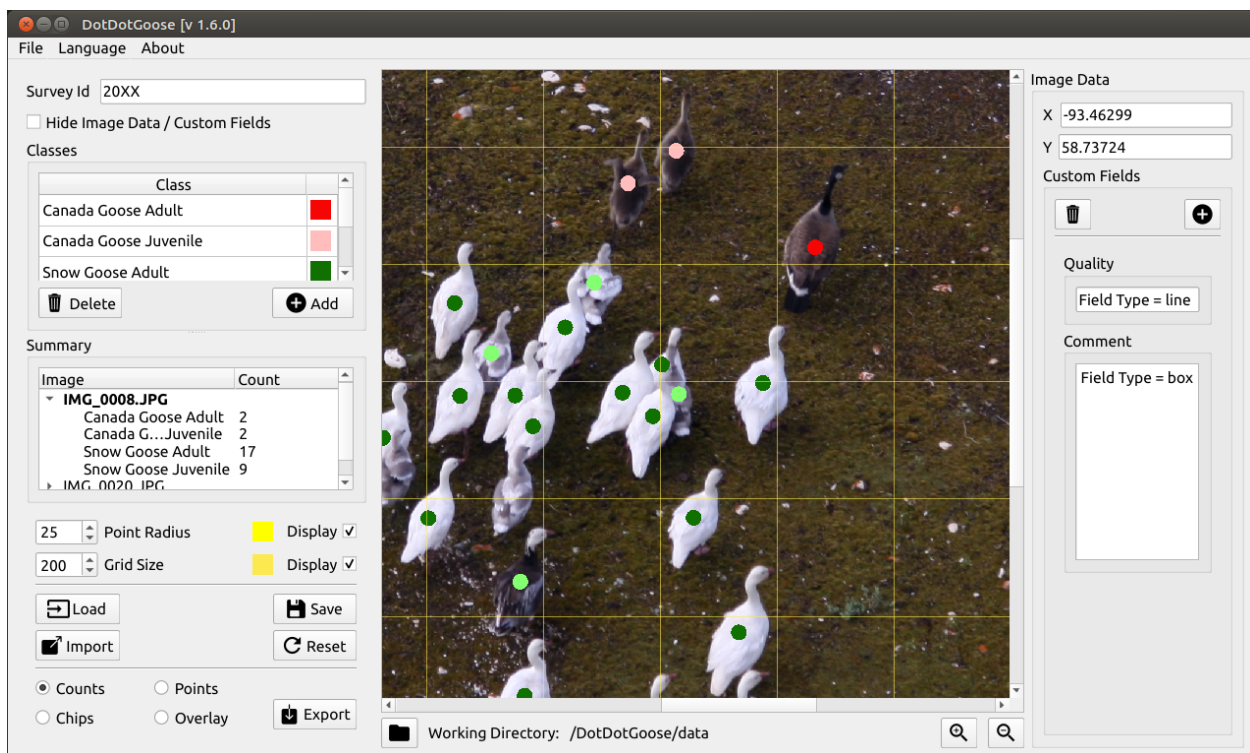 DotDotGoose [v 1.6.0]
File Language About
Survey Id 20XX
Hide Image Data / Custom Fields
Classes
Class
Canada Goose Adult
Canada Goose Juvenile
Snow Goose Adult
Delete Add
Summary
Image Count
IMG_0008.JPG
Canada Goose Adult 2
Canada G...Juvenile 2
Snow Goose Adult 17
Snow Goose Juvenile 9
IMG_0020.JPG
25 Point Radius Display
200 Grid Size Display
Load Save
Import Reset
Counts Points
Chips Overlay
Export
Working Directory: /DotDotGoose/data
Image Data
X -93.46299
Y 58.73724
Custom Fields
Quality
Field Type = line
Comment
Field Type = box